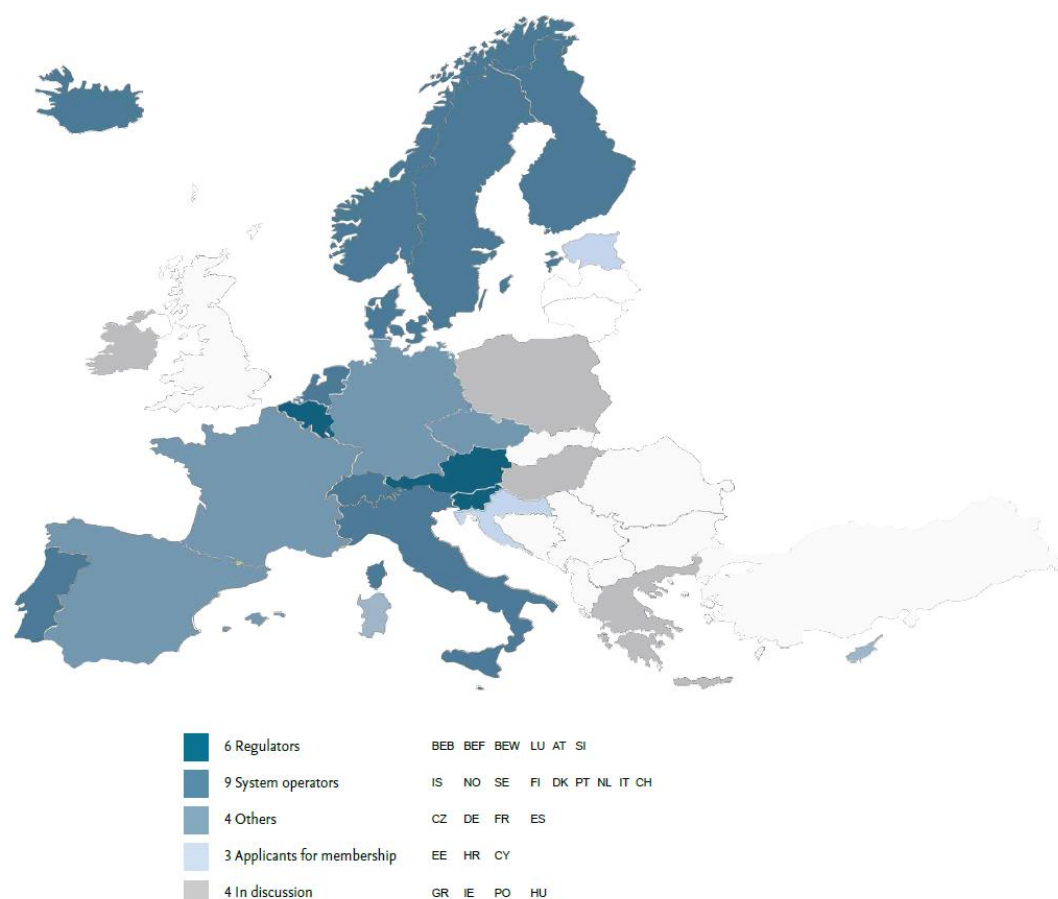 6 Regulators BEB BEF BEW LU AT SI
9 System operators IS NO SE FI DK PT NL IT CH
4 Others CZ DE FR ES
3 Applicants for membership EE HR CY
4 In discussion GR IE PO HU